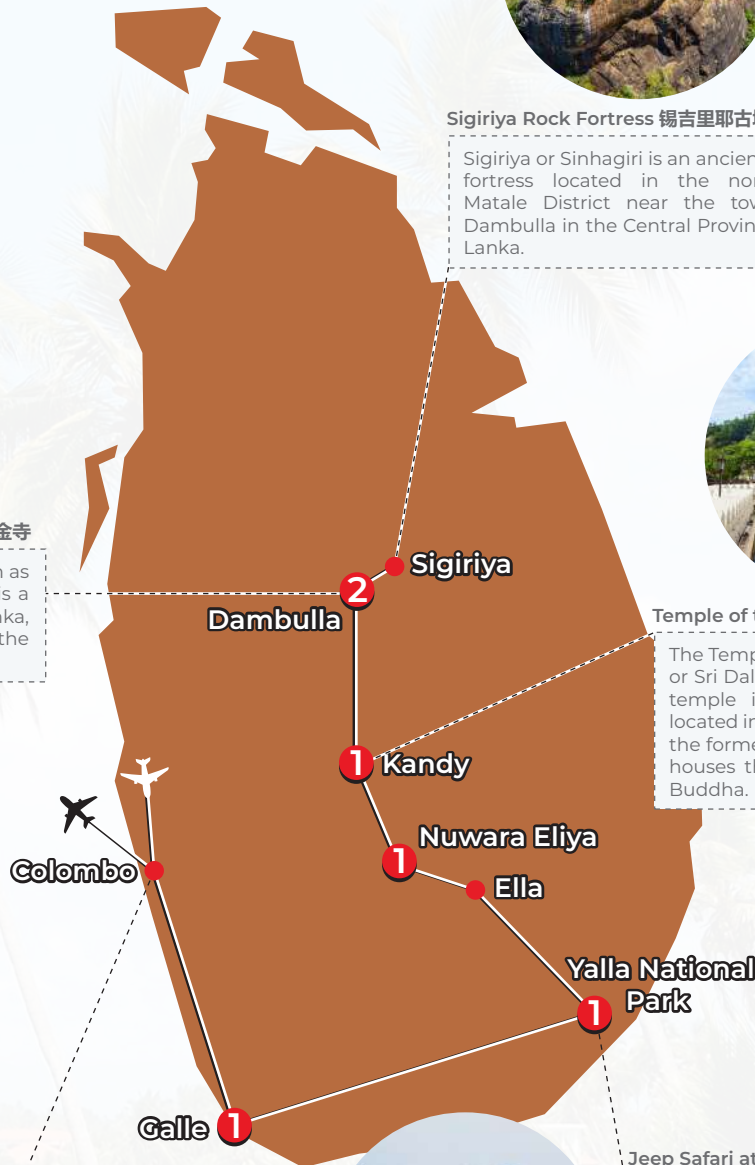 Sigiriya Rock Fortress 锡吉里耶古
Sigiriya or Sinhagiri is an ancien
fortress located in the nor
Matale District near the tow
Dambulla in the Central Provin
Lanka.
金寺
n as
is a
nka,
the
Sigiriya
2
Dambulla
Temple of t
The Temp
or Sri Dal
temple i
located in
the forme
houses th
Buddha.
1
Kandy
Nuwara Eliya
1
Colombo
Ella
Yalla National
Park
1
Galle
1
Jeep Safari at